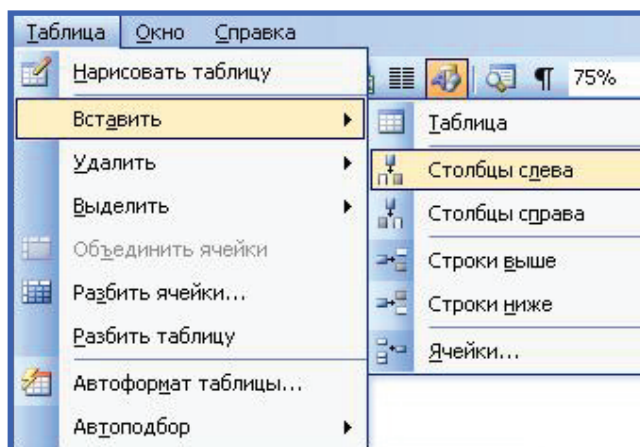 Таблица Окно Справка
Нарисовать таблицу
¶ 75%
Вставить
Таблица
Удалить
Столбцы слева
Выделить
Столбцы справа
Объединить ячейки
Строки выше
Разбить ячейки...
Строки ниже
Разбить таблицу
Ячейки...
Автоформат таблицы...
Автоподбор